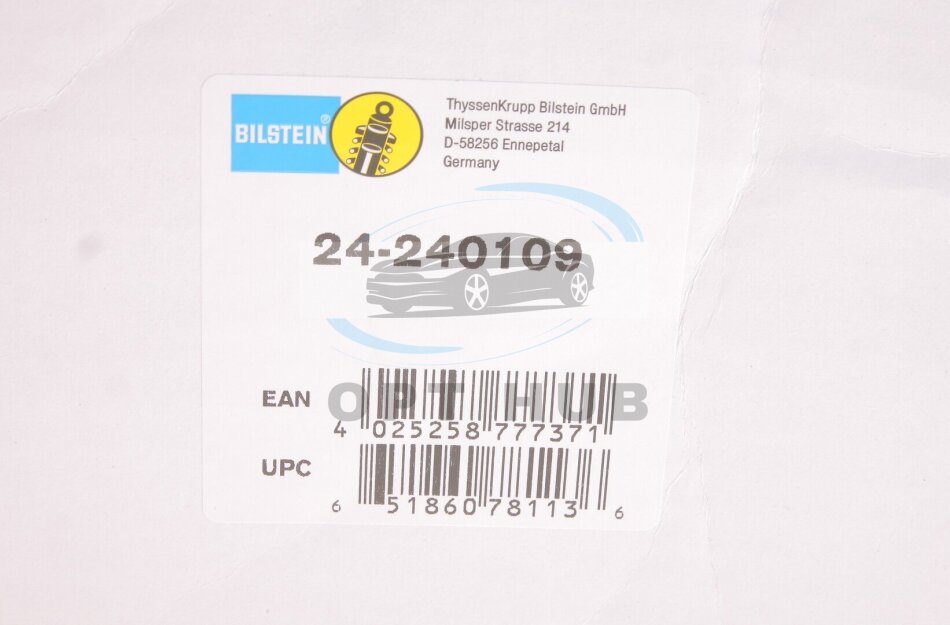 BILSTEIN®
ThyssenKrupp Bilstein GmbH
Milsper Strasse 214
D-58256 Ennepetal
Germany
24-240109
OPT HUB
EAN
4 025258 777371
UPC
6 51860 78113 6